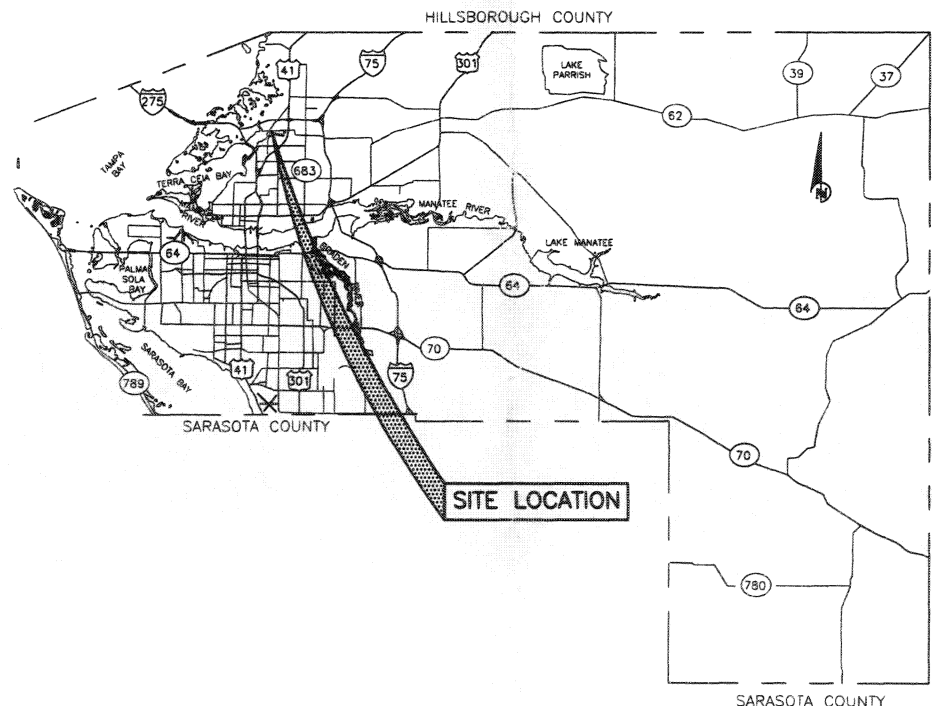 HILLSBOROUGH COUNTY
41
75
301
LAKE
PARRISH
39
37
275
62
TAMPA
BAY
TERRA CEIA BAY
683
MANATEE RIVER
RIVER
N
64
BRADEN
RIVER
LAKE MANATEE
PALMA
SOLA
BAY
64
64
SARASOTA BAY
70
789
41
301
75
SARASOTA COUNTY
70
SITE LOCATION
780
SARASOTA COUNTY